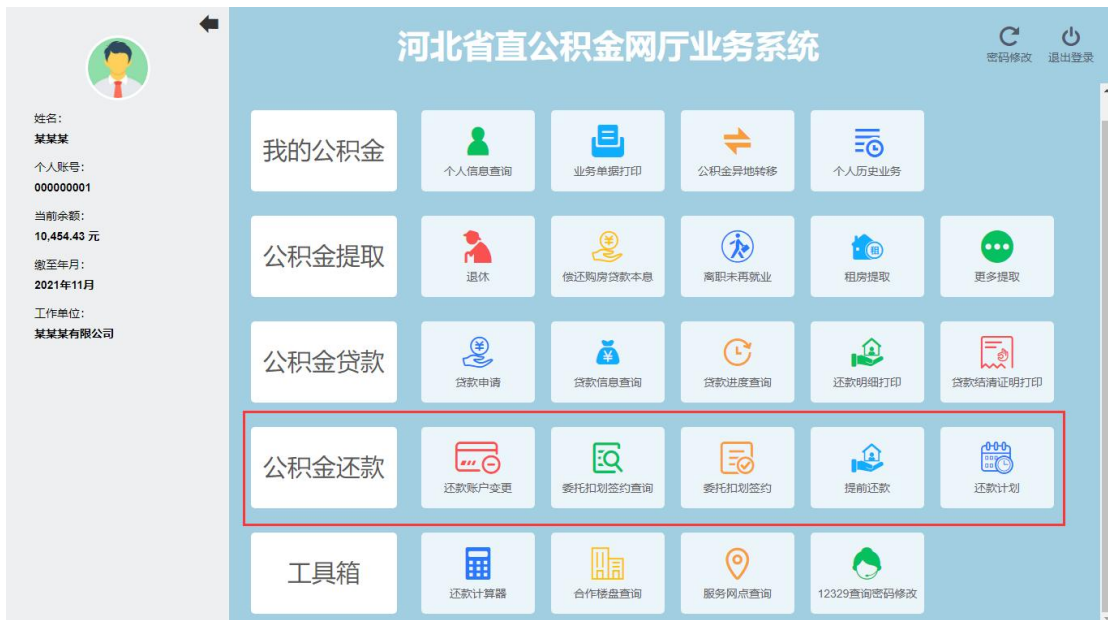 河北省直公积金网厅业务系统
密码修改 退出登录
姓名:
某某某
个人账号:
000000001
当前余额:
10,454.43 元
缴至年月:
2021年11月
工作单位:
某某某有限公司
我的公积金
个人信息查询 业务单据打印 公积金异地转移 个人历史业务
公积金提取
退休 偿还购房贷款本息 离职未再就业 租房提取 更多提取
公积金贷款
贷款申请 贷款信息查询 贷款进度查询 还款明细打印 贷款结清证明打印
公积金还款
还款账户变更 委托扣划签约查询 委托扣划签约 提前还款 还款计划
工具箱
还款计算器 合作楼盘查询 服务网点查询 12329查询密码修改